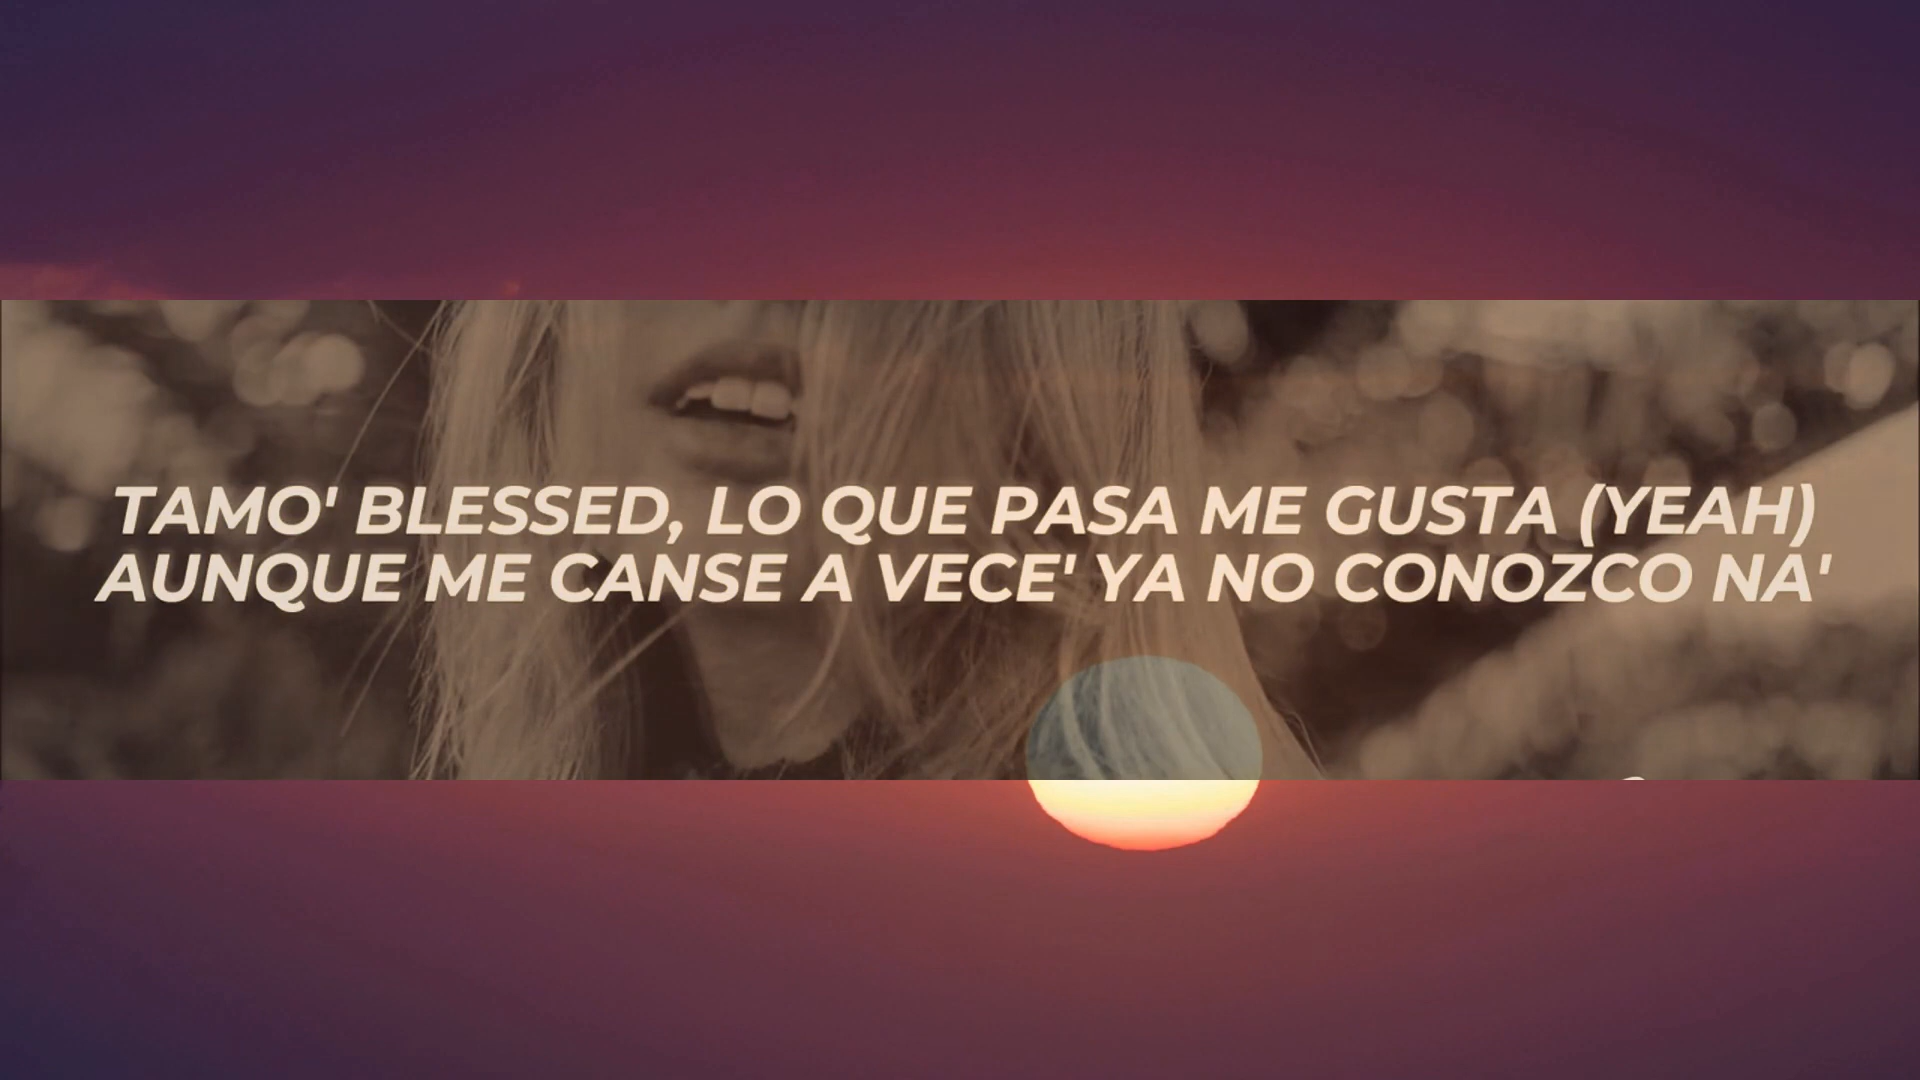 TAMO' BLESSED, LO QUE PASA ME GUSTA (YEAH)
AUNQUE ME CANSE A VECE' YA NO CONOZCO NA'